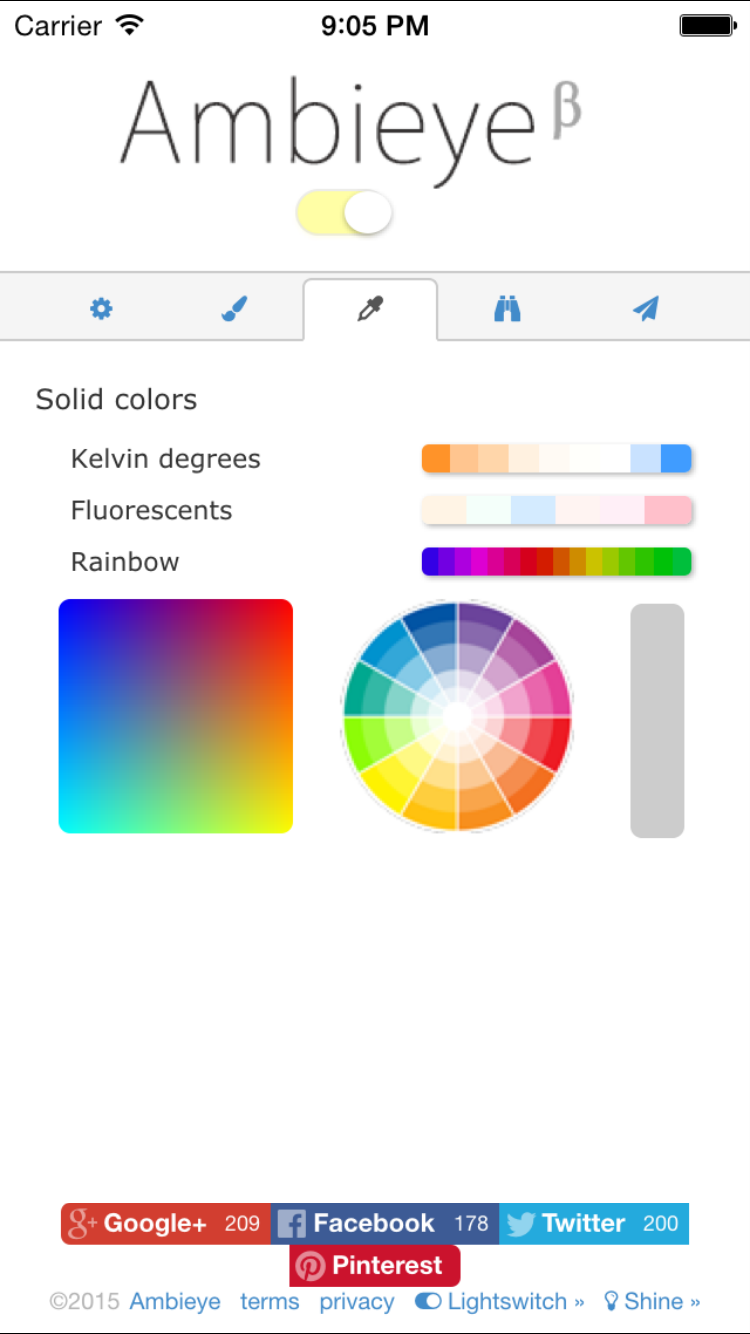 Carrier 9:05 PM
Ambieye β
Solid colors
Kelvin degrees
Fluorescents
Rainbow
g+ Google+ 209 Facebook 178 Twitter 200
Pinterest
©2015 Ambieye terms privacy Lightswitch » Shine »